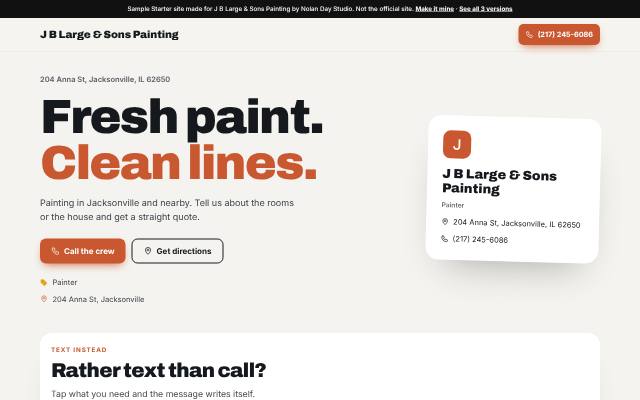 Sample Starter site made for J B Large & Sons Painting by Nolan Day Studio. Not the official site. Make it mine · See all 3 versions
J B Large & Sons Painting
(217) 245-6086
204 Anna St, Jacksonville, IL 62650
Fresh paint.
Clean lines.
Painting in Jacksonville and nearby. Tell us about the rooms
or the house and get a straight quote.
Call the crew
Get directions
Painter
204 Anna St, Jacksonville
J
J B Large & Sons
Painting
Painter
204 Anna St, Jacksonville, IL 62650
(217) 245-6086
TEXT INSTEAD
Rather text than call?
Tap what you need and the message writes itself.